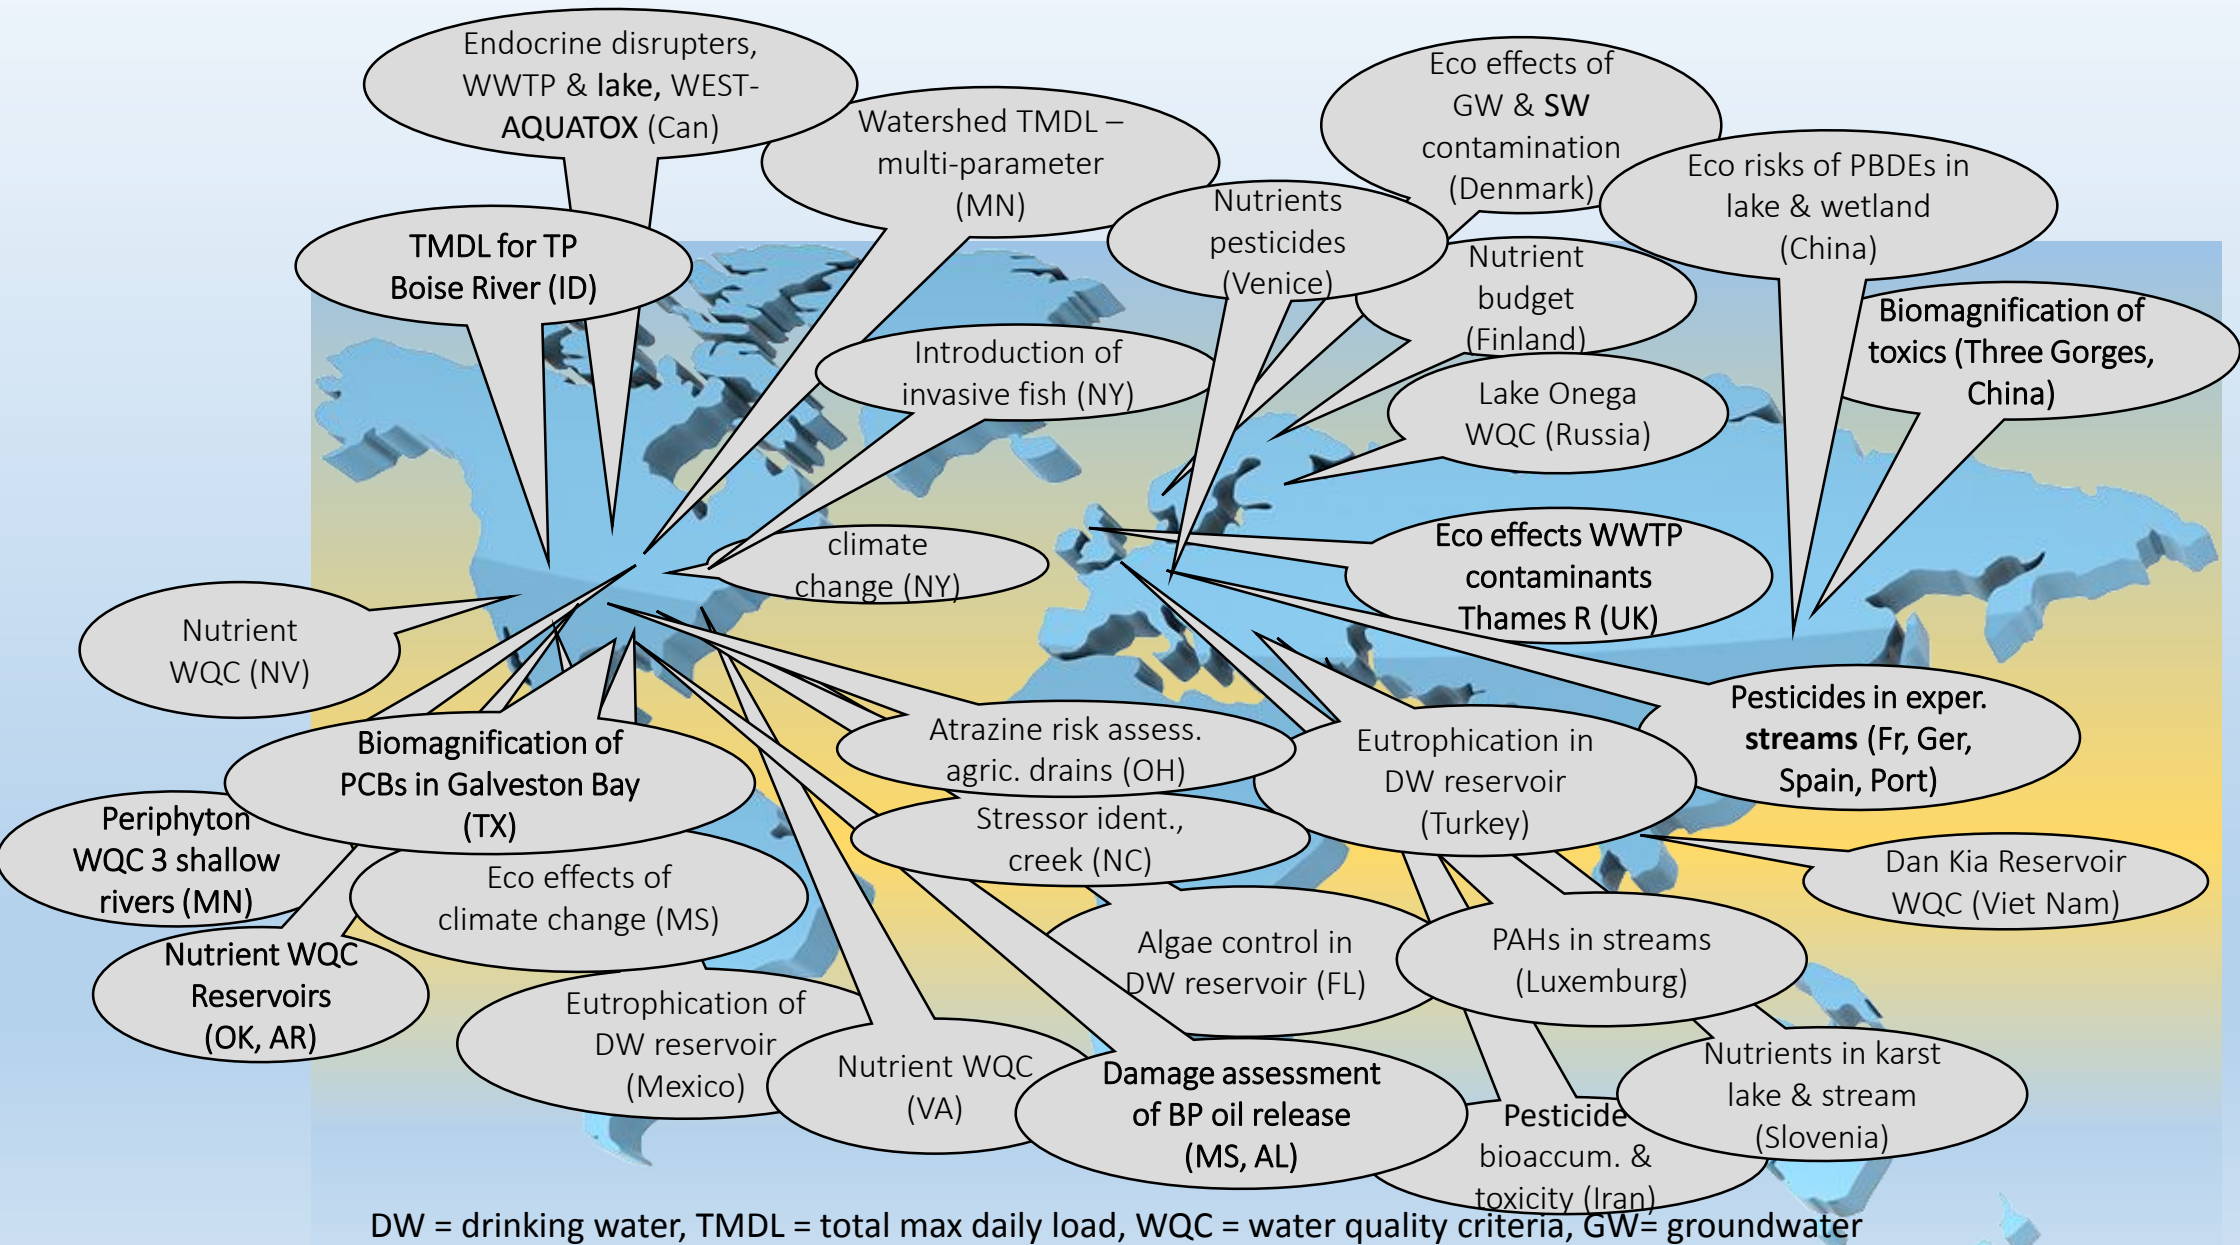 Endocrine disrupters,
WWTP & lake, WEST-
AQUATOX (Can)
Watershed TMDL –
multi-parameter
(MN)
Eco effects of
GW & SW
contamination
(Denmark)
Eco risks of PBDEs in
lake & wetland
(China)
TMDL for TP
Boise River (ID)
Nutrients
pesticides
(Venice)
Nutrient
budget
(Finland)
Biomagnification of
toxics (Three Gorges,
China)
Introduction of
invasive fish (NY)
Lake Onega
WQC (Russia)
climate
change (NY)
Eco effects WWTP
contaminants
Thames R (UK)
Nutrient
WQC (NV)
Pesticides in exper.
streams (Fr, Ger,
Spain, Port)
Biomagnification of
PCBs in Galveston Bay
(TX)
Atrazine risk assess.
agric. drains (OH)
Eutrophication in
DW reservoir
(Turkey)
Periphyton
WQC 3 shallow
rivers (MN)
Stressor ident.,
creek (NC)
Dan Kia Reservoir
WQC (Viet Nam)
Eco effects of
climate change (MS)
Nutrient WQC
Reservoirs
(OK, AR)
Algae control in
DW reservoir (FL)
PAHs in streams
(Luxemburg)
Eutrophication of
DW reservoir
(Mexico)
Nutrient WQC
(VA)
Damage assessment
of BP oil release
(MS, AL)
Pesticide
bioaccum. &
toxicity (Iran)
Nutrients in karst
lake & stream
(Slovenia)
DW = drinking water, TMDL = total max daily load, WQC = water quality criteria, GW= groundwater